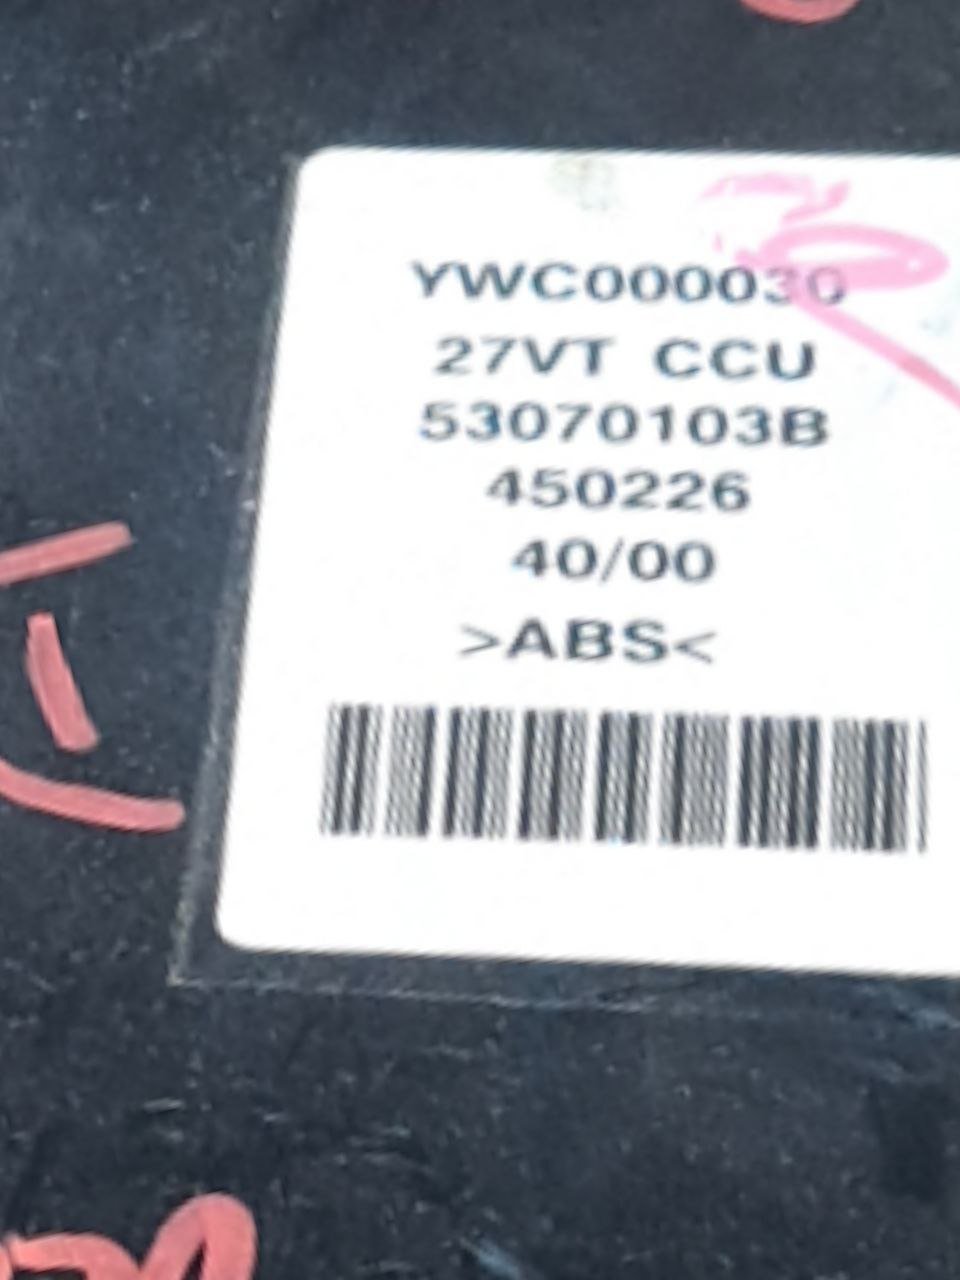 YWC000030
27VT CCU
53070103B
450226
40/00
>ABS<